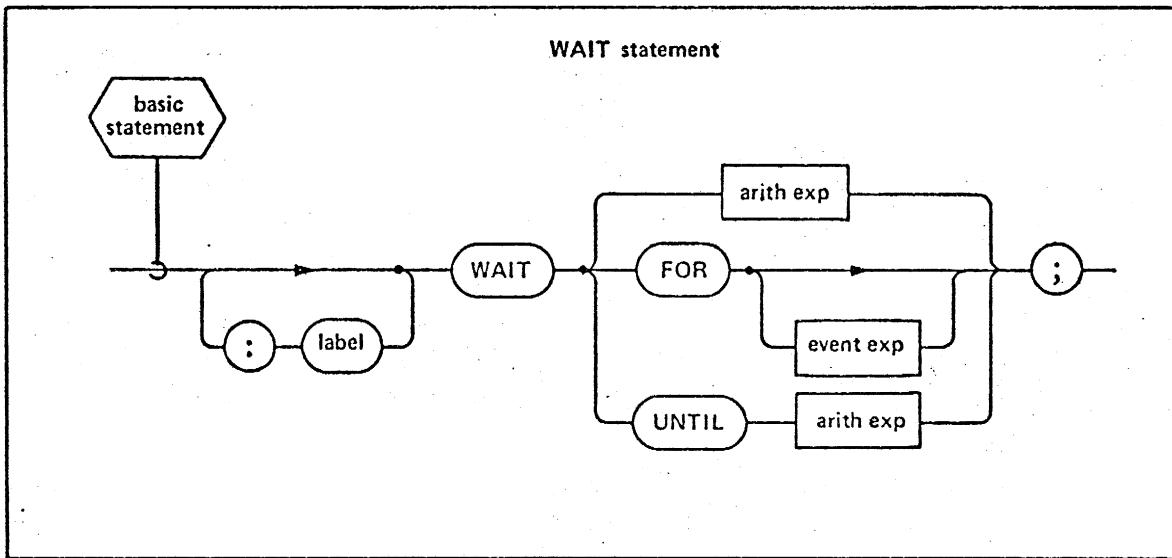 WAIT statement
basic
statement
arith exp
WAIT
FOR
;
: label
event exp
UNTIL
arith exp